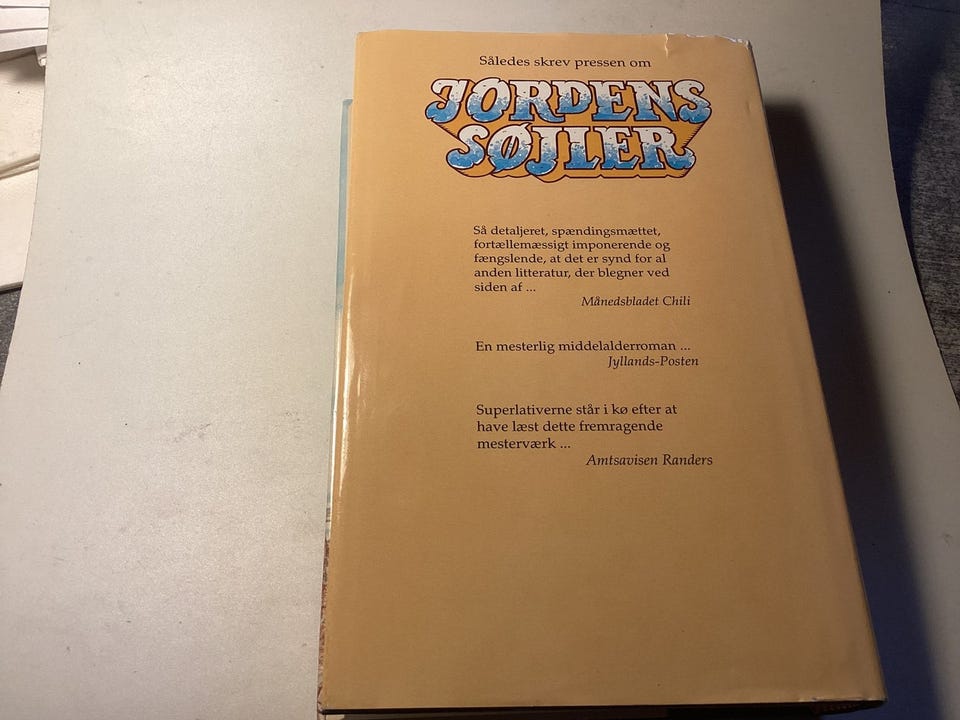 Således skrev pressen om
JORDENS
SØJLER
Så detaljeret, spændingsmættet,
fortællemæssigt imponerende og
fængslende, at det er synd for al
anden litteratur, der blegner ved
siden af ...
Månedsbladet Chili
En mesterlig middelalderroman ...
Jyllands-Posten
Superlativerne står i kø efter at
have læst dette fremragende
mesterværk ...
Amtsavisen Randers